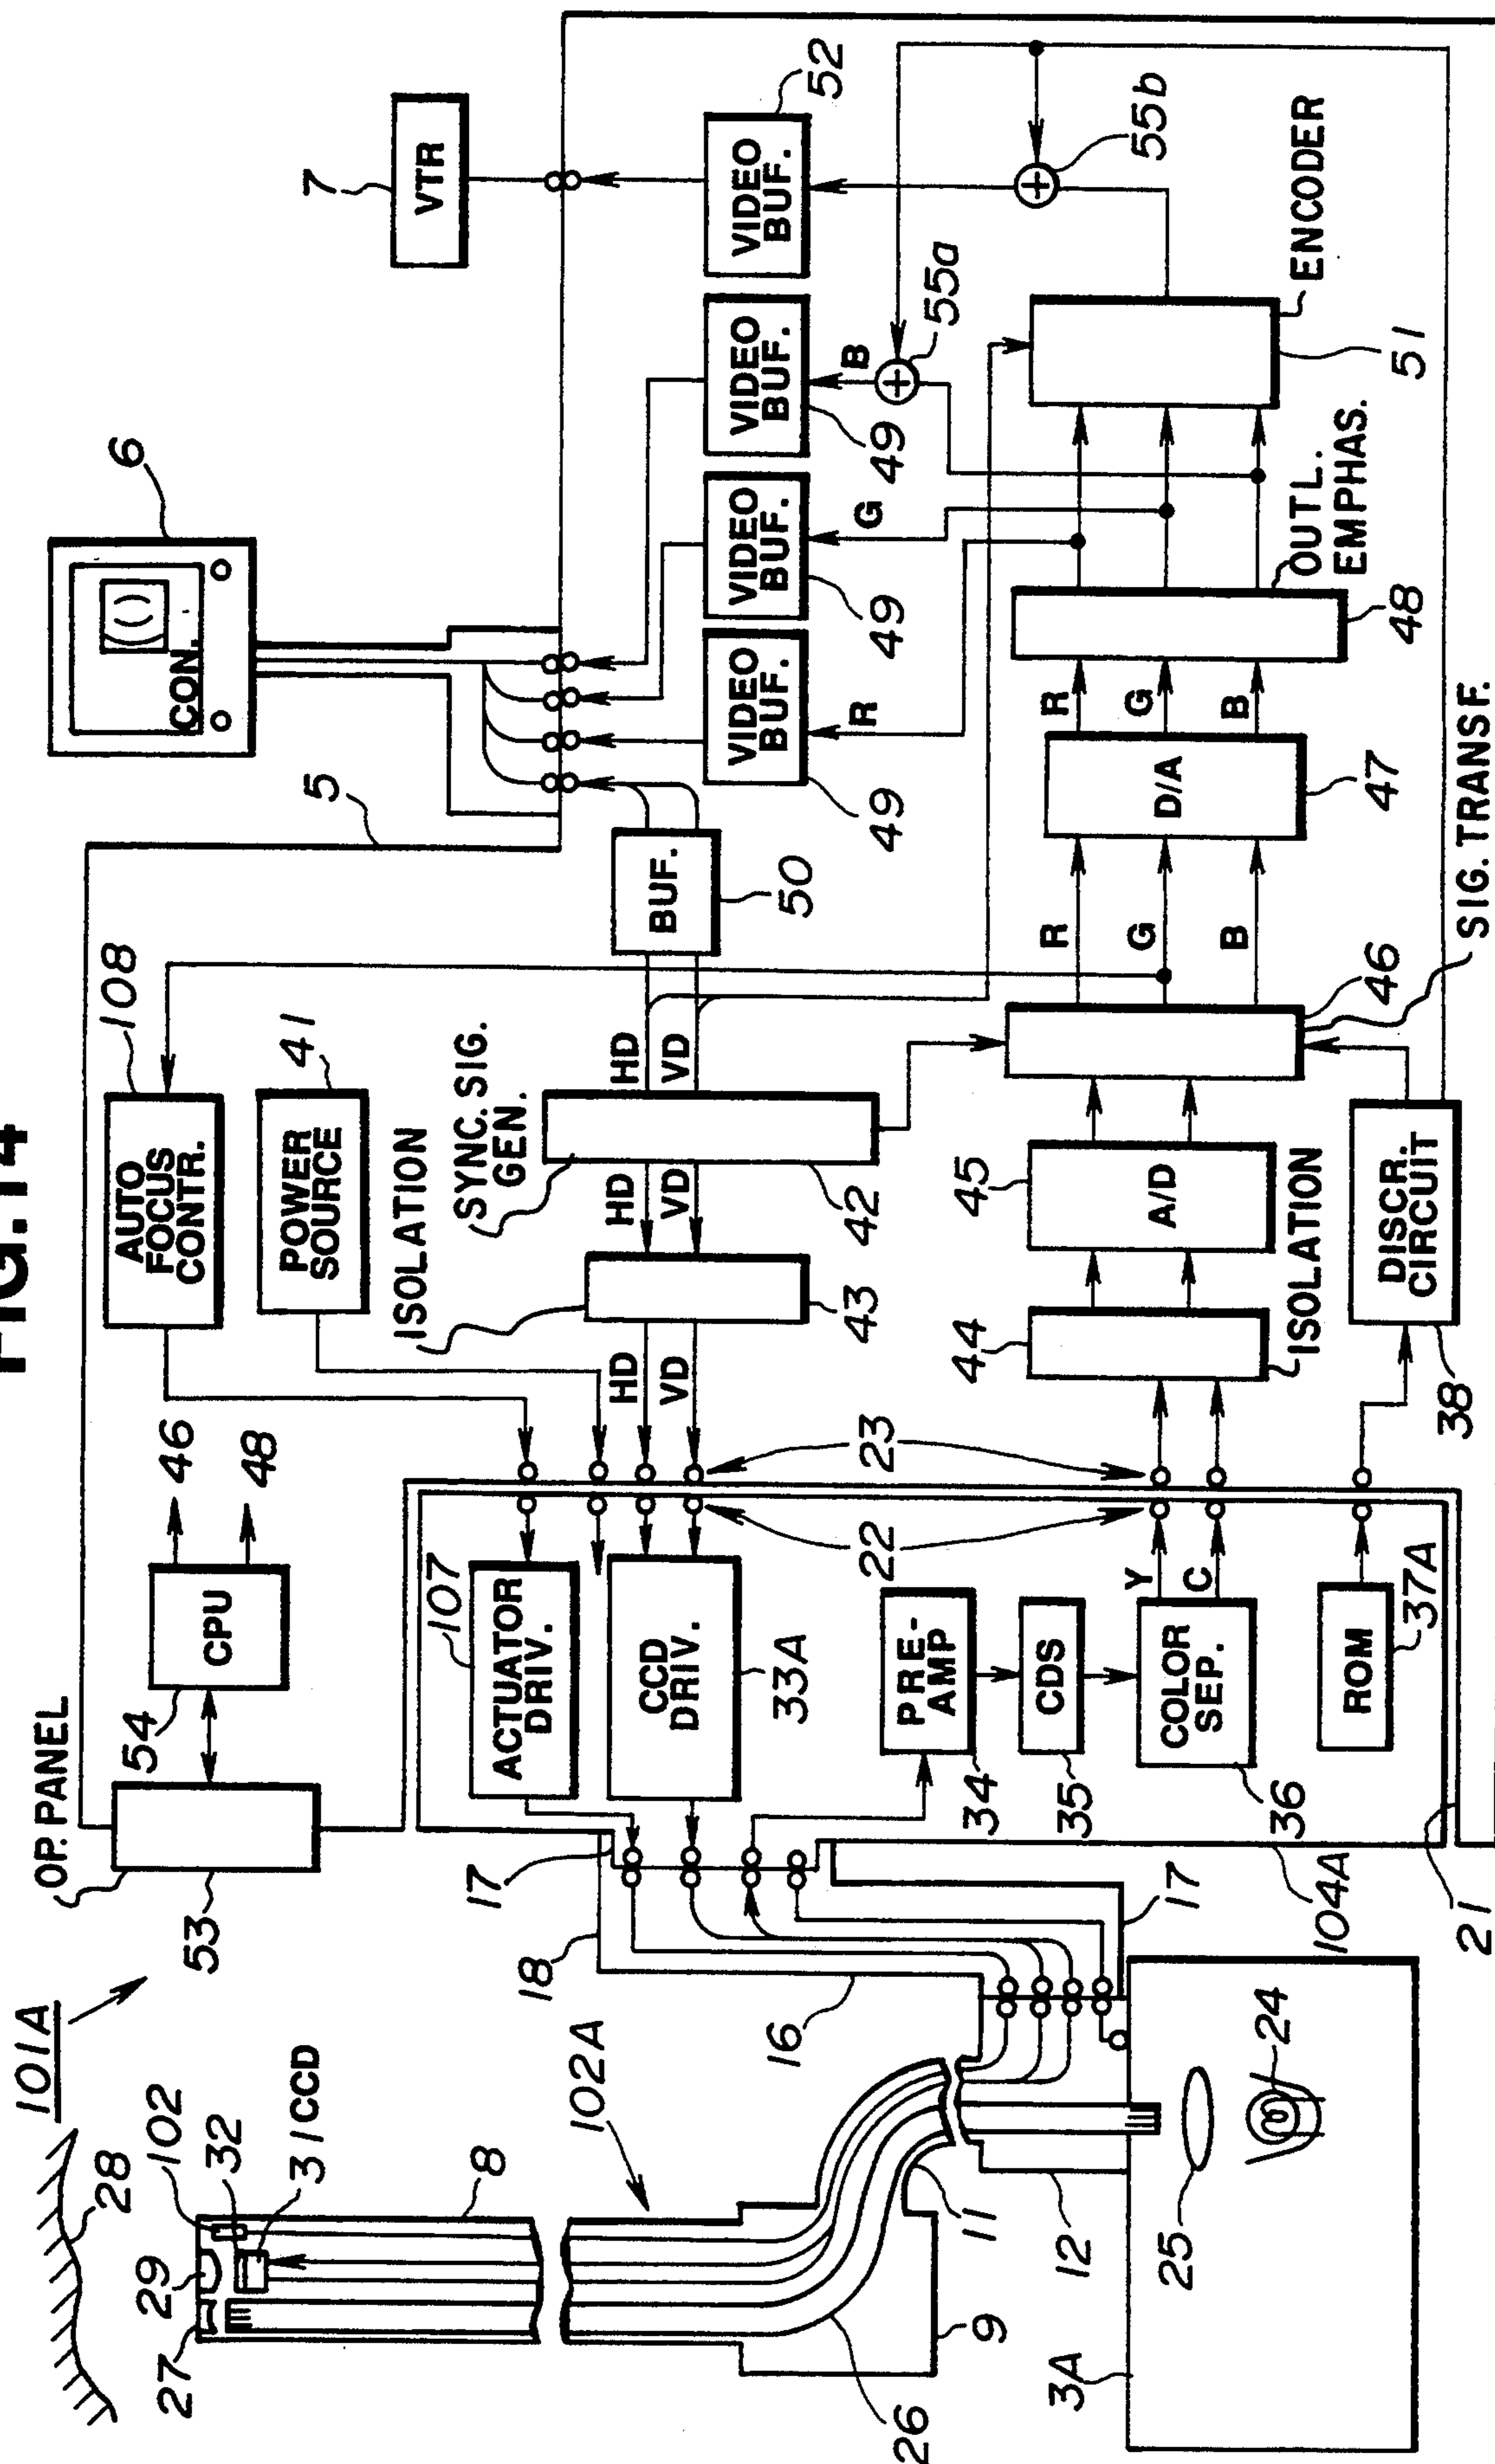 FIG.14
101A
102
32
31 CCD
28
29
27
8
102A
9
26
11
12
16
18
17
17
3A
25
24
104A
21
OP. PANEL
53
54
CPU
46
48
107
ACTUATOR
DRIV.
CCD
DRIV.
33A
PRE-
AMP
34
CDS
35
COLOR
SEP.
36
Y
C
ROM
37A
22
23
5
108
AUTO
FOCUS
CONTR.
POWER
SOURCE
41
ISOLATION
HD
VD
43
HD
VD
SYNC. SIG.
GEN.
42
HD
VD
BUF.
50
44
ISOLATION
A/D
45
DISCR.
CIRCUIT
38
46
SIG. TRANSF.
R
G
B
D/A
47
R
G
B
48
OUTL.
EMPHAS.
ENCODER
51
55a
55b
R
G
B
VIDEO
BUF.
49
VIDEO
BUF.
49
VIDEO
BUF.
49
VIDEO
BUF.
52
CON.
6
VTR
7